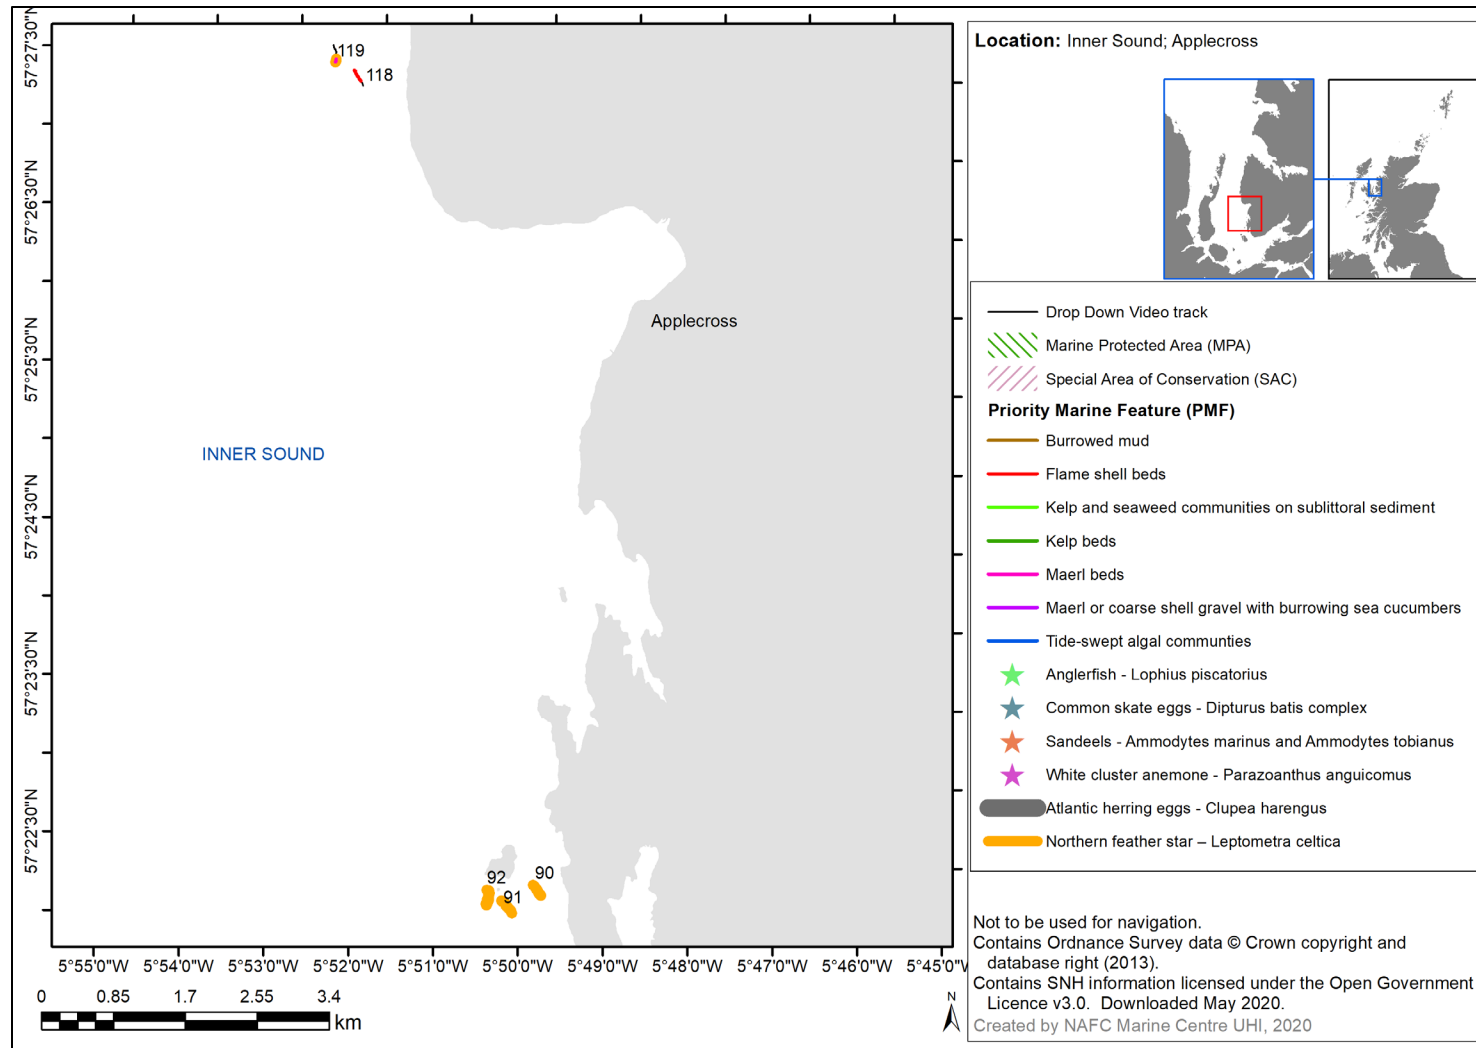 57°27'30"N
57°26'30"N
57°25'30"N
57°24'30"N
57°23'30"N
57°22'30"N
119
118
Applecross
INNER SOUND
92
91
90
5°55'0"W
5°54'0"W
5°53'0"W
5°52'0"W
5°51'0"W
5°50'0"W
5°49'0"W
5°48'0"W
5°47'0"W
5°46'0"W
5°45'0"W
0 0.85 1.7 2.55 3.4
km
N
Location: Inner Sound; Applecross
Drop Down Video track
Marine Protected Area (MPA)
Special Area of Conservation (SAC)
Priority Marine Feature (PMF)
Burrowed mud
Flame shell beds
Kelp and seaweed communities on sublittoral sediment
Kelp beds
Maerl beds
Maerl or coarse shell gravel with burrowing sea cucumbers
Tide-swept algal communties
Anglerfish - Lophius piscatorius
Common skate eggs - Dipturus batis complex
Sandeels - Ammodytes marinus and Ammodytes tobianus
White cluster anemone - Parazoanthus anguicomus
Atlantic herring eggs - Clupea harengus
Northern feather star – Leptometra celtica
Not to be used for navigation.
Contains Ordnance Survey data © Crown copyright and
database right (2013).
Contains SNH information licensed under the Open Government
Licence v3.0. Downloaded May 2020.
Created by NAFC Marine Centre UHI, 2020